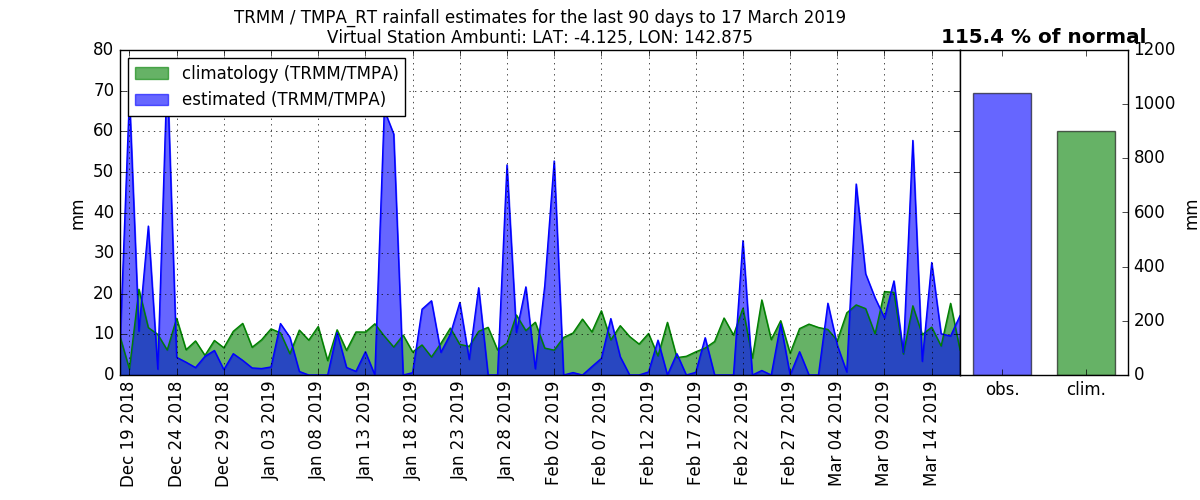 TRMM / TMPA_RT rainfall estimates for the last 90 days to 17 March 2019
Virtual Station Ambunti: LAT: -4.125, LON: 142.875
115.4 % of normal
climatology (TRMM/TMPA)
estimated (TRMM/TMPA)
80
70
60
50
40
30
20
10
0
mm
1200
1000
800
600
400
200
0
mm
Dec 19 2018
Dec 24 2018
Dec 29 2018
Jan 03 2019
Jan 08 2019
Jan 13 2019
Jan 18 2019
Jan 23 2019
Jan 28 2019
Feb 02 2019
Feb 07 2019
Feb 12 2019
Feb 17 2019
Feb 22 2019
Feb 27 2019
Mar 04 2019
Mar 09 2019
Mar 14 2019
obs.
clim.